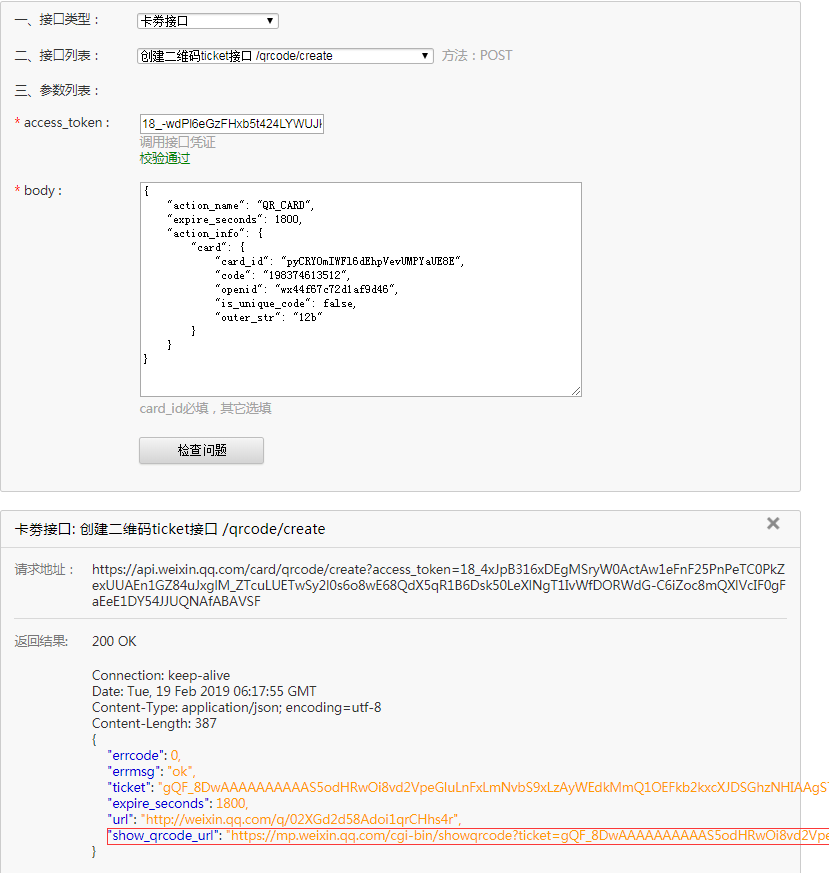 一、接口类型： 卡券接口
二、接口列表： 创建二维码ticket接口 /qrcode/create 方法：POST
三、参数列表：
* access_token : 18_-wdPl6eGzFHxb5t424LYWUJH
调用接口凭证
校验通过
* body :
{
"action_name": "QR_CARD",
"expire_seconds": 1800,
"action_info": {
"card": {
"card_id": "pyCRYOmIWFl6dEhpVevUMPYaUE8E",
"code": "198374613512",
"openid": "wx44f67c72d1af9d46",
"is_unique_code": false,
"outer_str": "12b"
}
}
}
card_id必填，其它选填
检查问题
卡券接口: 创建二维码ticket接口 /qrcode/create
请求地址： https://api.weixin.qq.com/card/qrcode/create?access_token=18_4xJpB316xDEgMSryW0ActAw1eFnF25PnPeTC0PkZ
exUUAEn1GZ84uJxglM_ZTcuLUETwSy2l0s6o8wE68QdX5qR1B6Dsk50LeXlNgT1IvWfDORWdG-C6iZoc8mQXlVcIF0gF
aEeE1DY54JJUQNAfABAVSF
返回结果: 200 OK
Connection: keep-alive
Date: Tue, 19 Feb 2019 06:17:55 GMT
Content-Type: application/json; encoding=utf-8
Content-Length: 387
{
"errcode": 0,
"errmsg": "ok",
"ticket": "gQF_8DwAAAAAAAAAAS5odHRwOi8vd2VpeGluLnFxLmNvbS9xLzAyWEdkMmQ1OEFkb2kxcXJDSGhzNHIAAgS
"expire_seconds": 1800,
"url": "http://weixin.qq.com/q/02XGd2d58Adoi1qrCHhs4r",
"show_qrcode_url": "https://mp.weixin.qq.com/cgi-bin/showqrcode?ticket=gQF_8DwAAAAAAAAAAS5odHRwOi8vd2Vpe
}